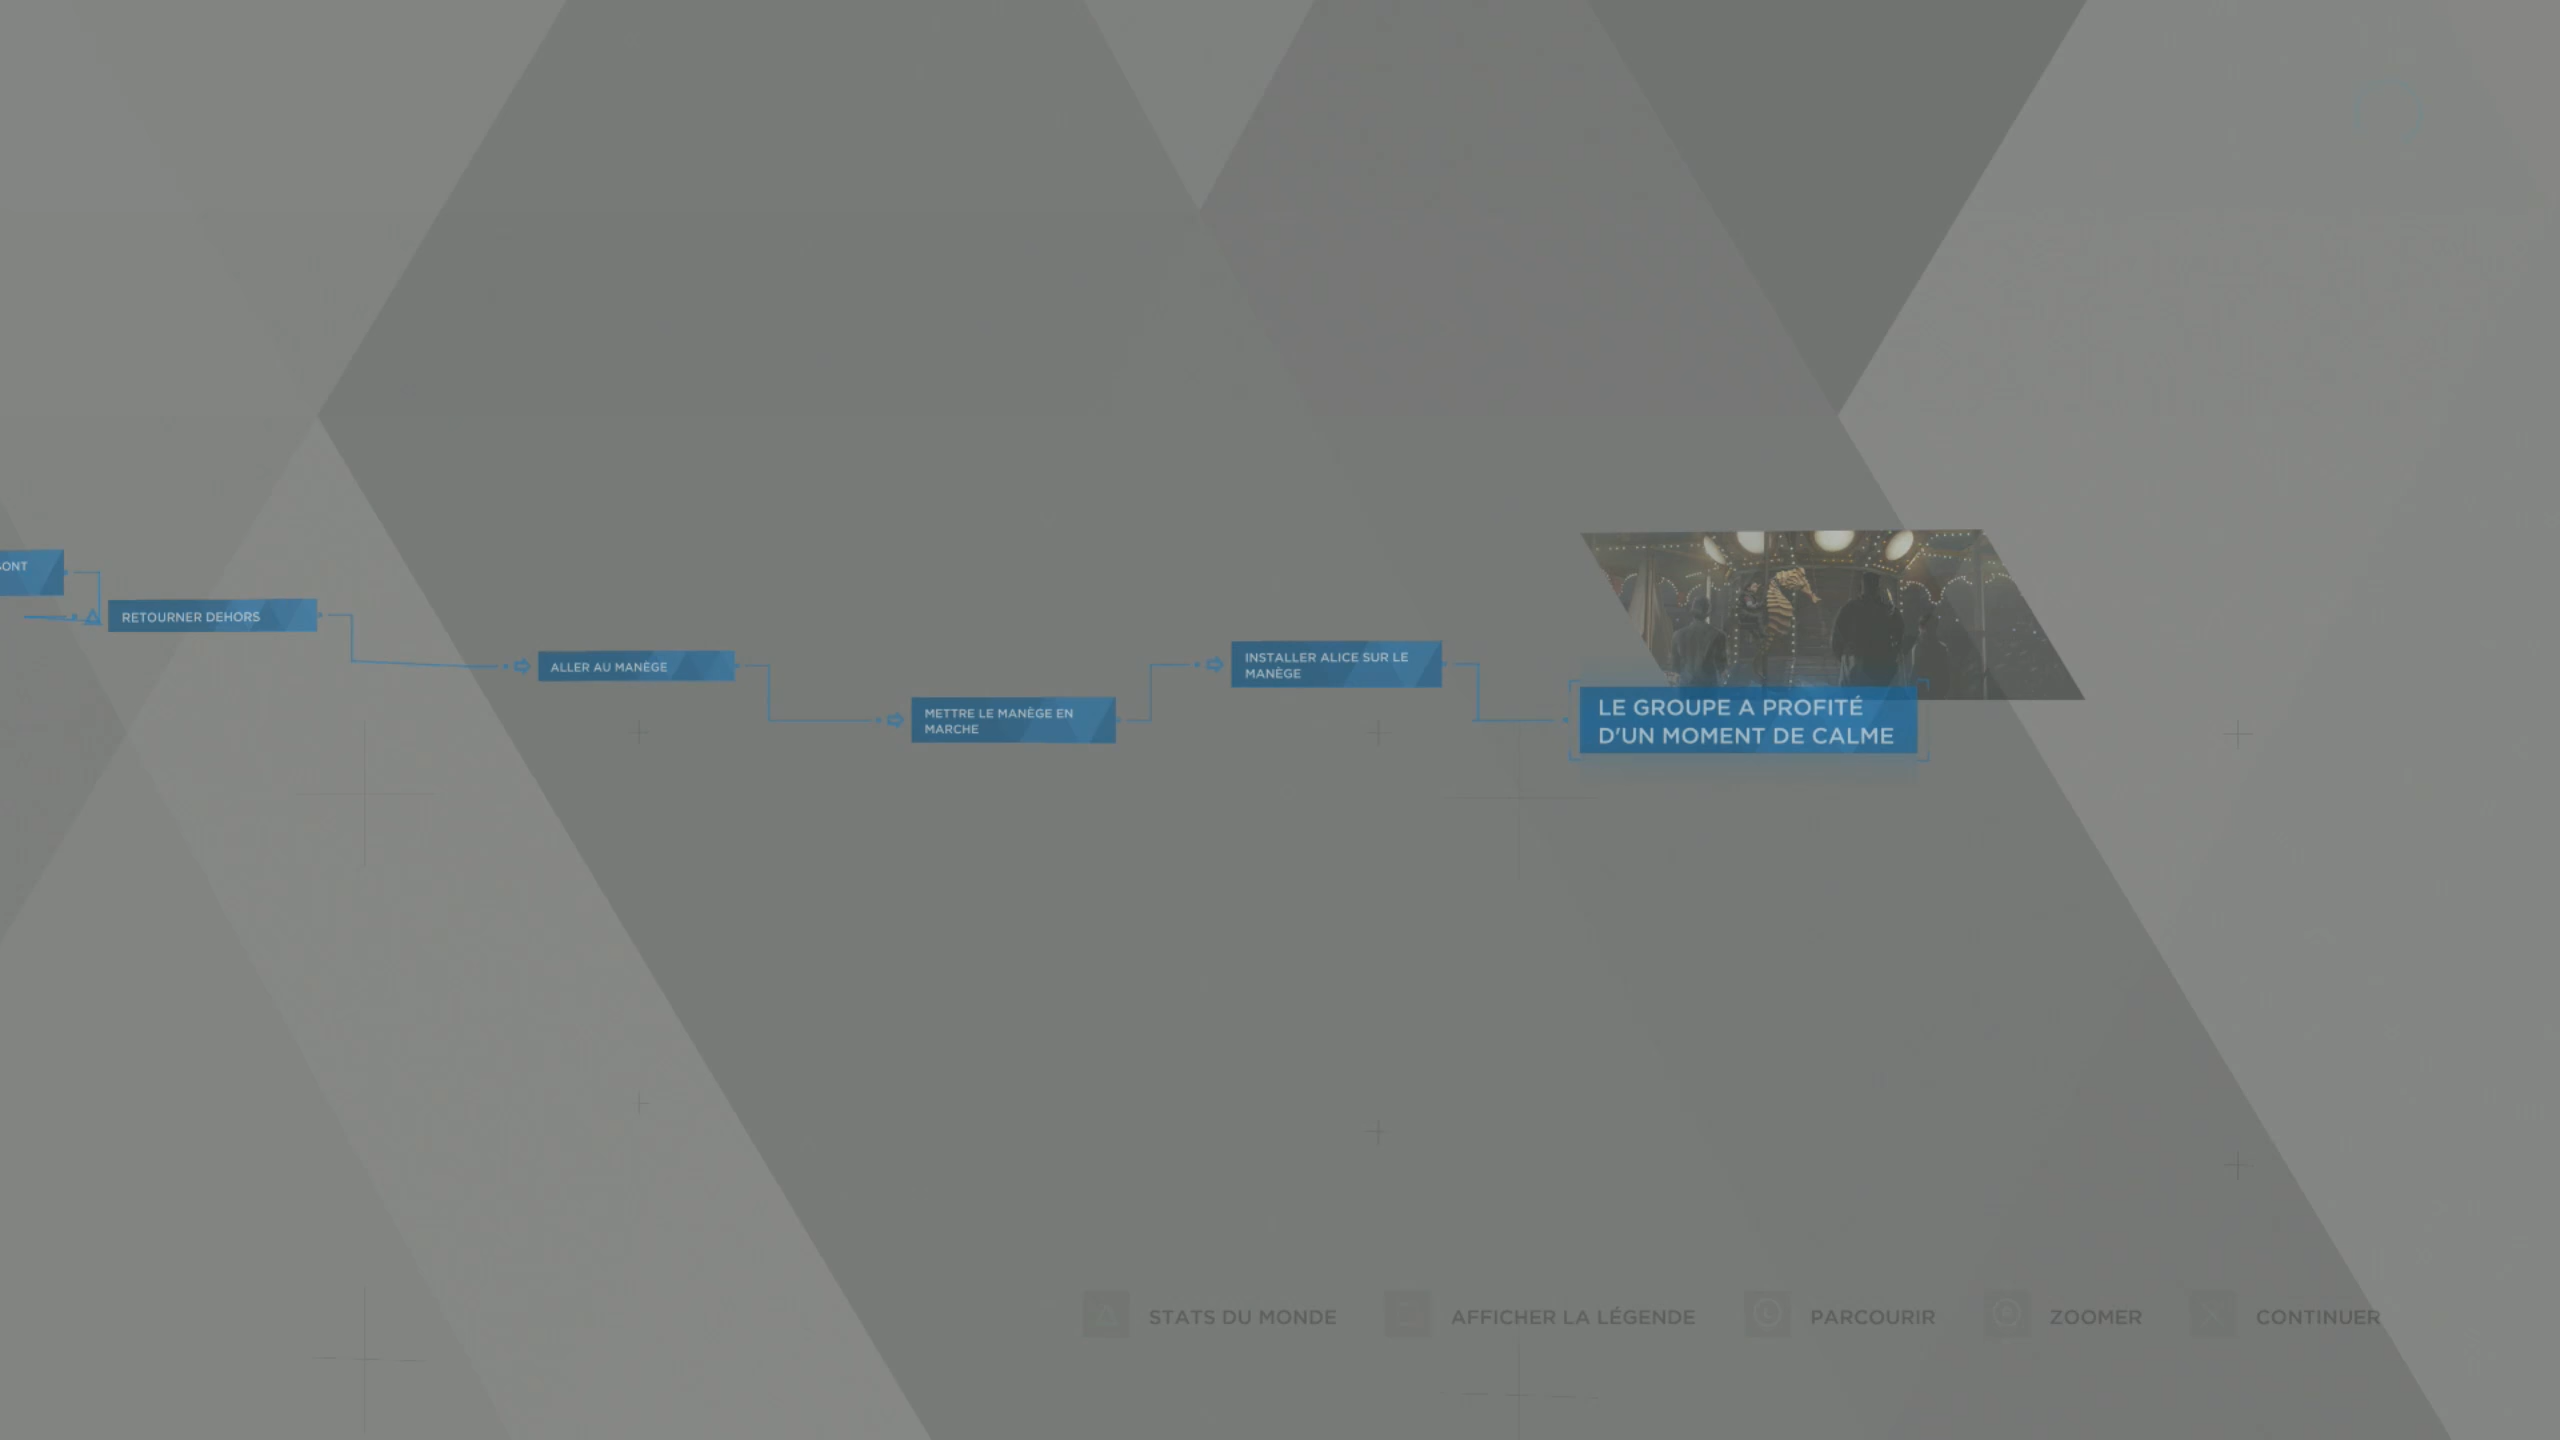 RETOURNER DEHORS
ALLER AU MANÈGE
METTRE LE MANÈGE EN
MARCHE
INSTALLER ALICE SUR LE
MANÈGE
LE GROUPE A PROFITÉ
D'UN MOMENT DE CALME
STATS DU MONDE
AFFICHER LA LÉGENDE
PARCOURIR
ZOOMER
CONTINUER